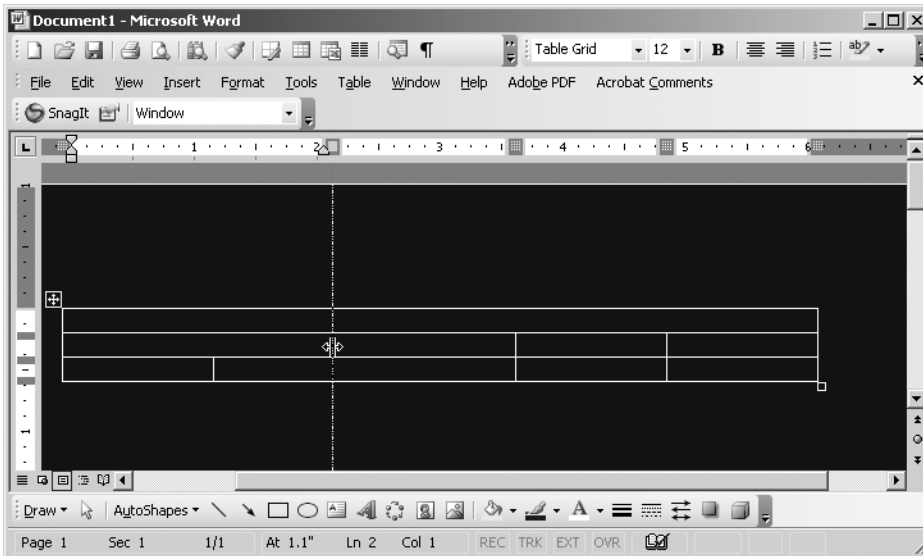 Document1 - Microsoft Word
Table Grid 12 B
File Edit View Insert Format Tools Table Window Help Adobe PDF Acrobat Comments
SnagIt Window
L 1 2 3 4 5 6
1
1
Draw AutoShapes A
Page 1 Sec 1 1/1 At 1.1" Ln 2 Col 1 REC TRK EXT OVR